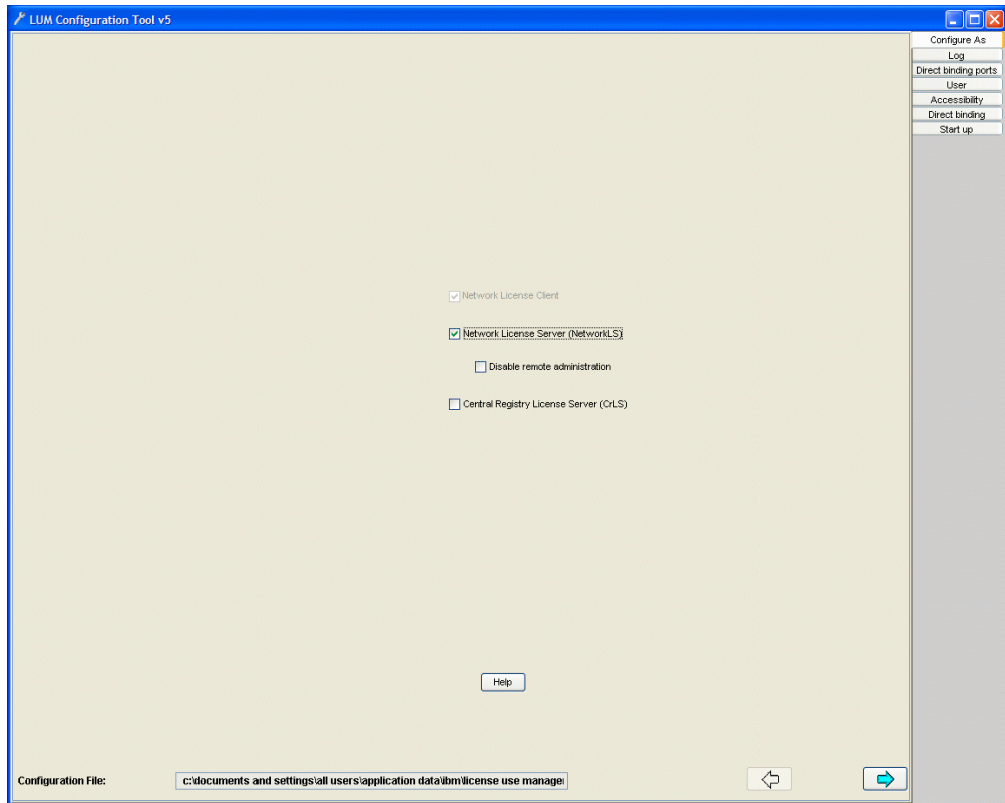 LUM Configuration Tool v5
Configure As
Log
Direct binding ports
User
Accessibility
Direct binding
Start up
Network License Client
Network License Server (NetworkLS)
Disable remote administration
Central Registry License Server (CrLS)
Help
Configuration File: c:\documents and settings\all users\application data\ibm\license use manager